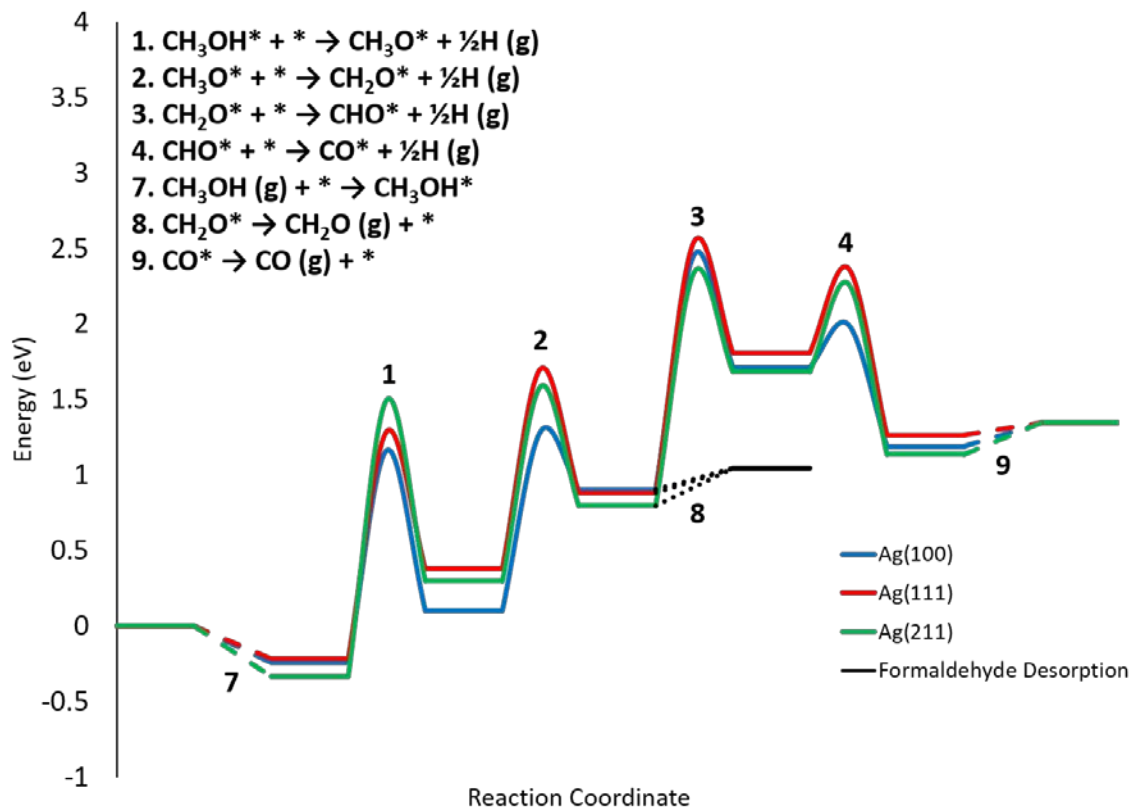 4
3.5
3
2.5
2
1.5
1
0.5
0
-0.5
-1
Energy (eV)
1. CH₃OH* + * → CH₃O* + ½H (g)
2. CH₃O* + * → CH₂O* + ½H (g)
3. CH₂O* + * → CHO* + ½H (g)
4. CHO* + * → CO* + ½H (g)
7. CH₃OH (g) + * → CH₃OH*
8. CH₂O* → CH₂O (g) + *
9. CO* → CO (g) + *
1
2
3
4
7
8
9
Ag(100)
Ag(111)
Ag(211)
Formaldehyde Desorption
Reaction Coordinate